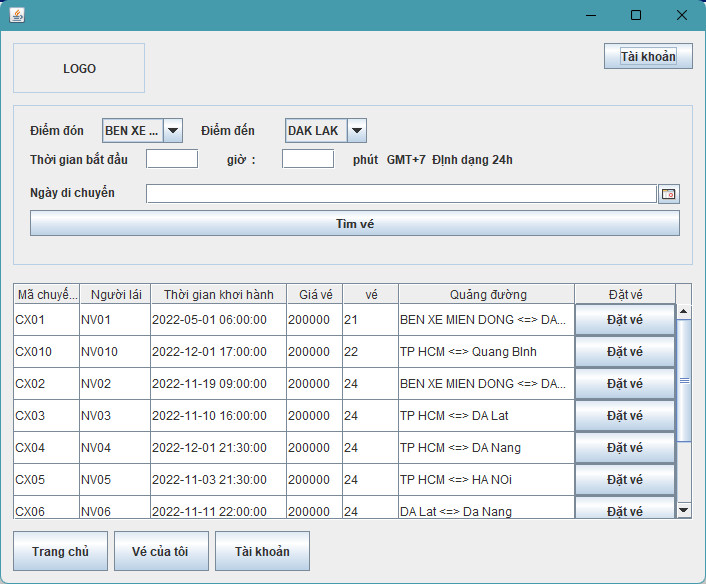 LOGO
Tài khoản
Điểm đón BEN XE ... Điểm đến DAK LAK
Thời gian bắt đầu giờ : phút GMT+7 Định dạng 24h
Ngày di chuyển
Tìm vé
Mã chuyế... Người lái Thời gian khơi hành Giá vé vé Quảng đường Đặt vé
CX01 NV01 2022-05-01 06:00:00 200000 21 BEN XE MIEN DONG <=> DA... Đặt vé
CX010 NV010 2022-12-01 17:00:00 200000 22 TP HCM <=> Quang BInh Đặt vé
CX02 NV02 2022-11-19 09:00:00 200000 24 BEN XE MIEN DONG <=> DA... Đặt vé
CX03 NV03 2022-11-10 16:00:00 200000 24 TP HCM <=> DA Lat Đặt vé
CX04 NV04 2022-12-01 21:30:00 200000 24 TP HCM <=> DA Nang Đặt vé
CX05 NV05 2022-11-03 21:30:00 200000 24 TP HCM <=> HA NOi Đặt vé
CX06 NV06 2022-11-11 22:00:00 200000 24 DA Lat <=> Da Nang Đặt vé
Trang chủ Vé của tôi Tài khoản